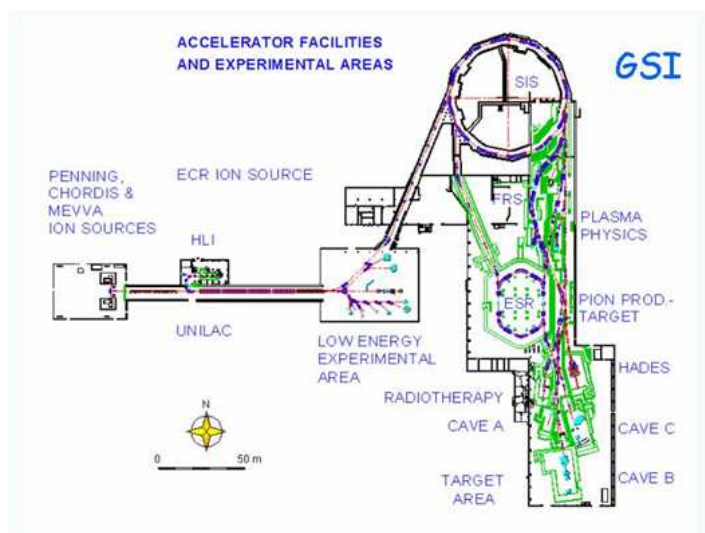 ACCELERATOR FACILITIES
AND EXPERIMENTAL AREAS
GSI
SIS
PENNING,
CHORDIS &
MEVVA
ION SOURCES
ECR ION SOURCE
HLI
FRS
PLASMA
PHYSICS
UNILAC
LOW ENERGY
EXPERIMENTAL
AREA
ESR
PION PROD.-
TARGET
RADIOTHERAPY
HADES
CAVE A
CAVE C
TARGET
AREA
CAVE B
N
0 50 m